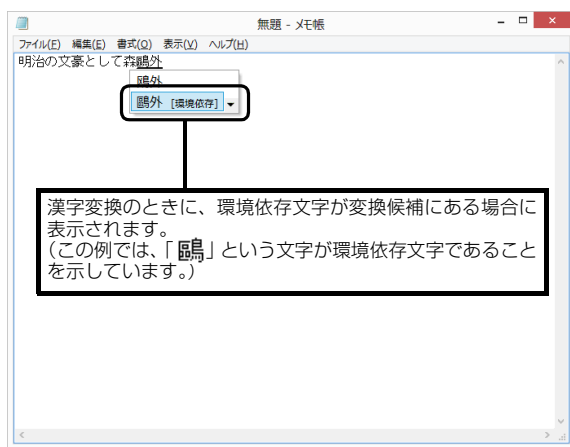 無題 - メモ帳
ファイル(F) 編集(E) 書式(O) 表示(V) ヘルプ(H)
明治の文豪として森鷗外
鴎外
鷗外 [環境依存]
漢字変換のときに、環境依存文字が変換候補にある場合に
表示されます。
（この例では、「鷗」という文字が環境依存文字であること
を示しています。）